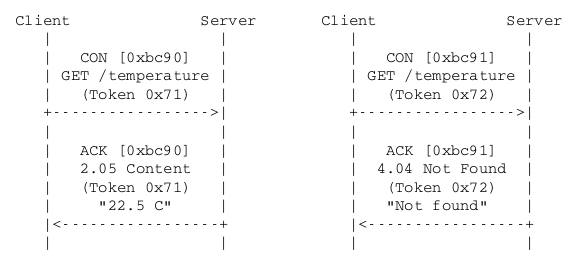 Client              Server       Client              Server
   |                  |             |                  |
   |   CON [0xbc90]   |             |   CON [0xbc91]   |
   | GET /temperature |             | GET /temperature |
   |   (Token 0x71)   |             |   (Token 0x72)   |
   +----------------->|             +----------------->|
   |                  |             |                  |
   |   ACK [0xbc90]   |             |   ACK [0xbc91]   |
   |   2.05 Content   |             |  4.04 Not Found  |
   |   (Token 0x71)   |             |   (Token 0x72)   |
   |     "22.5 C"     |             |   "Not found"    |
   |<-----------------+             |<-----------------+
   |                  |             |                  |